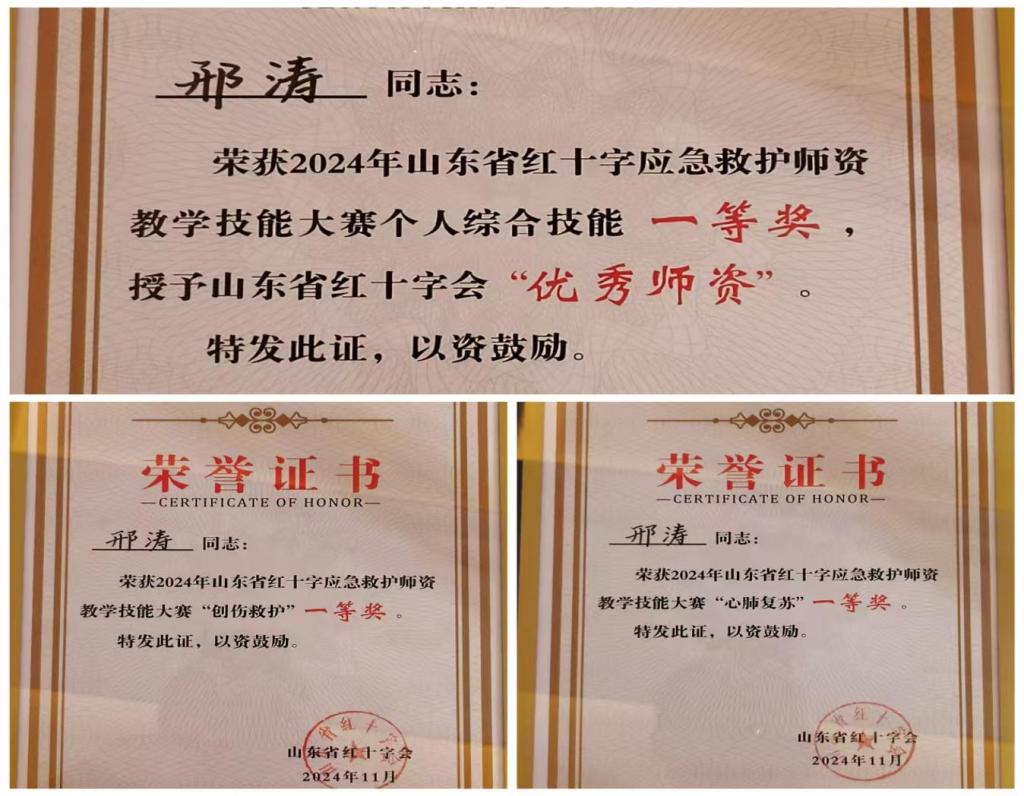 邢涛 同志：
荣获2024年山东省红十字应急救护师资
教学技能大赛个人综合技能 一等奖，
授予山东省红十字会“优秀师资”。
特发此证，以资鼓励。
荣誉证书
—CERTIFICATE OF HONOR—
邢涛 同志：
荣获2024年山东省红十字应急救护师资
教学技能大赛“创伤救护”一等奖。
特发此证，以资鼓励。
山东省红十字会
2024年11月
荣誉证书
—CERTIFICATE OF HONOR—
邢涛 同志：
荣获2024年山东省红十字应急救护师资
教学技能大赛“心肺复苏”一等奖。
特发此证，以资鼓励。
山东省红十字会
2024年11月